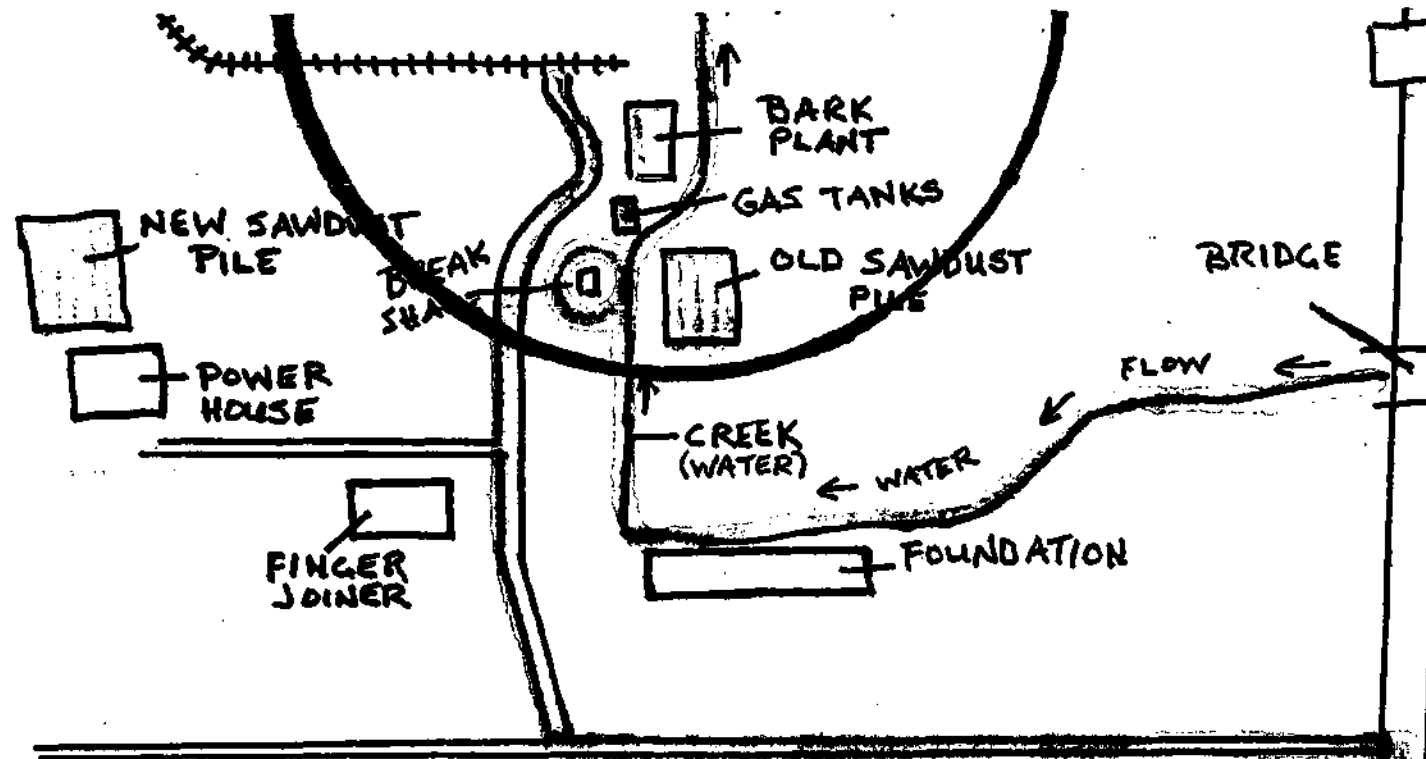 BARK
PLANT
GAS TANKS
NEW SAWDUST
PILE
BREAK
OLD SAWDUST
PILE
BRIDGE
POWER
HOUSE
FLOW
CREEK
(WATER)
WATER
FOUNDATION
FINGER
JOINER